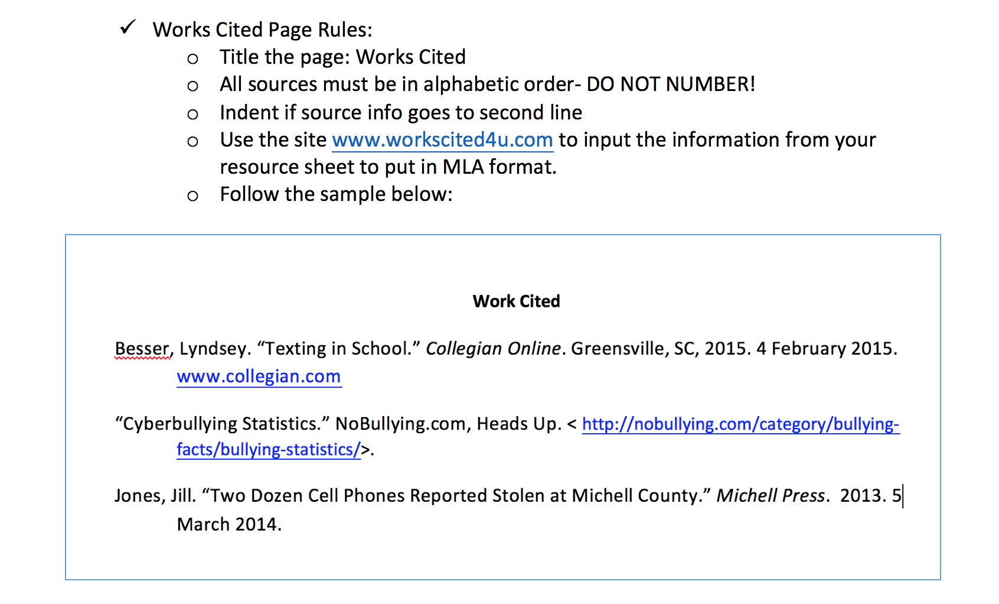 ✓ Works Cited Page Rules:
o Title the page: Works Cited
o All sources must be in alphabetic order- DO NOT NUMBER!
o Indent if source info goes to second line
o Use the site www.workscited4u.com to input the information from your
resource sheet to put in MLA format.
o Follow the sample below:
Work Cited
Besser, Lyndsey. “Texting in School.” Collegian Online. Greensville, SC, 2015. 4 February 2015.
www.collegian.com
“Cyberbullying Statistics.” NoBullying.com, Heads Up. < http://nobullying.com/category/bullying-
facts/bullying-statistics/>.
Jones, Jill. “Two Dozen Cell Phones Reported Stolen at Michell County.” Michell Press.  2013. 5
March 2014.